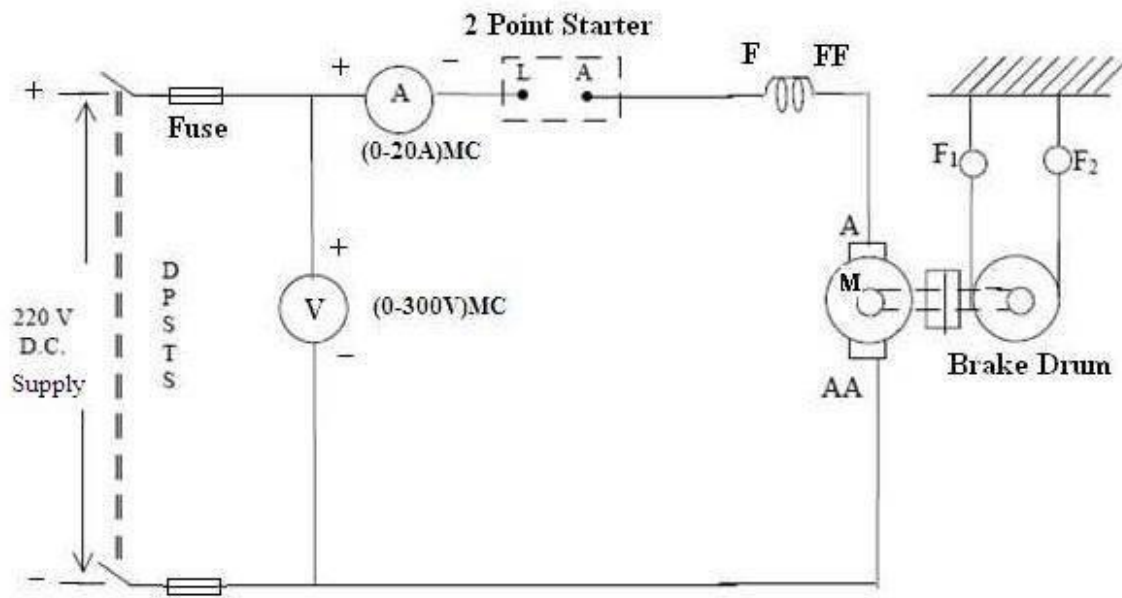 2 Point Starter
+
+
−
L
A
F
FF
A
Fuse
(0-20A)MC
F1
F2
+
D
P
S
T
S
V
(0-300V)MC
−
220 V
D.C.
Supply
A
M
AA
Brake Drum
−